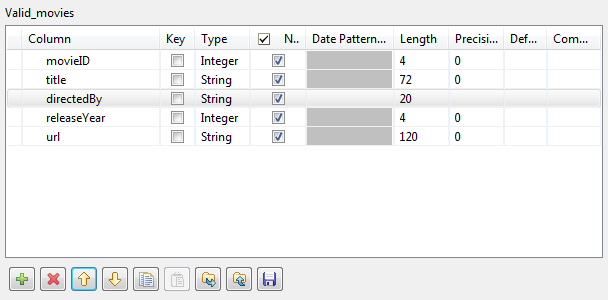 Valid_movies
Column Key Type N.. Date Pattern... Length Precisi... Def... Com...
movieID Integer 4 0
title String 72 0
directedBy String 20
releaseYear Integer 4 0
url String 120 0